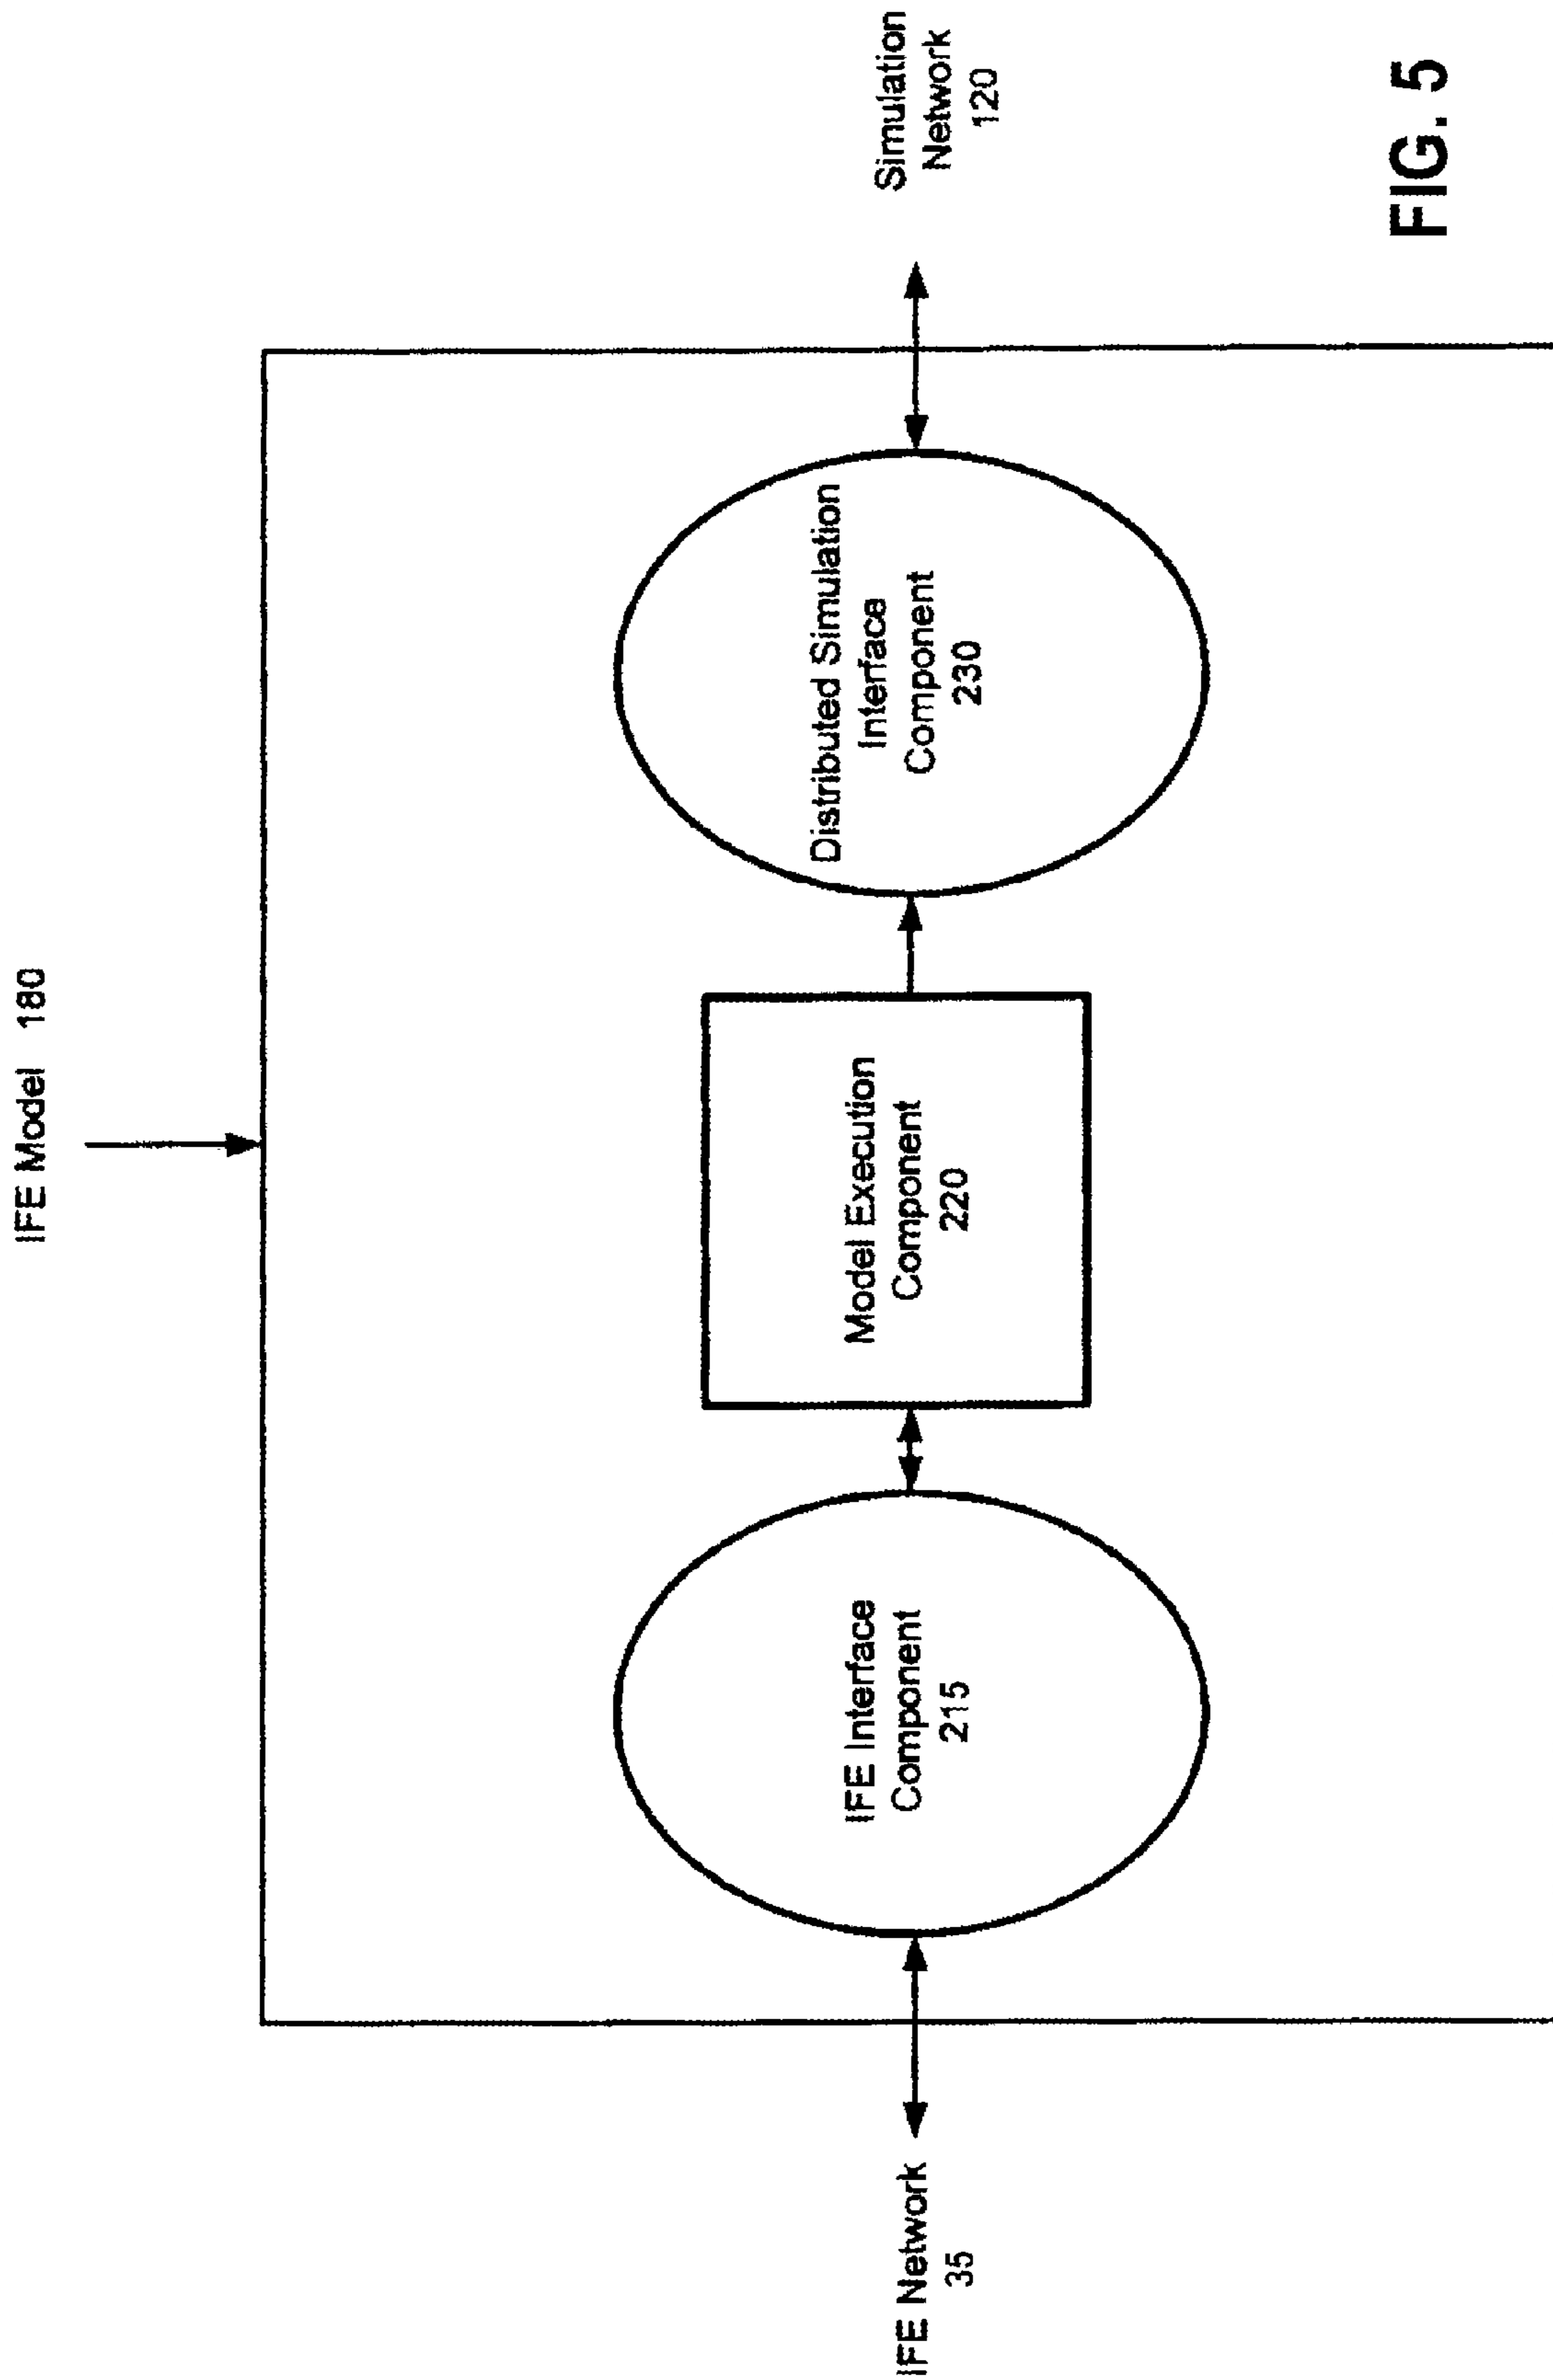 IFE Model 180
IFE Network
35
IFE Interface
Component
215
Model Execution
Component
220
Distributed Simulation
Interface
Component
230
Simulation
Network
120
FIG. 5